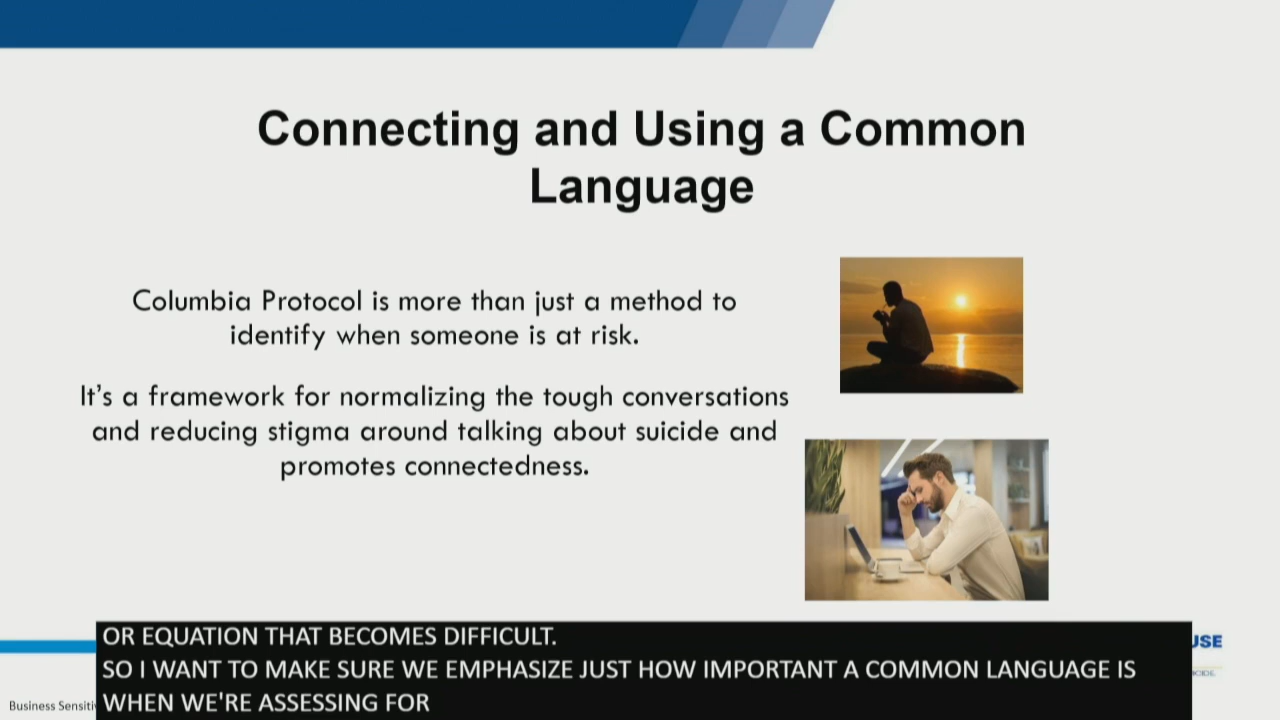 Connecting and Using a Common
Language
Columbia Protocol is more than just a method to
identify when someone is at risk.
It's a framework for normalizing the tough conversations
and reducing stigma around talking about suicide and
promotes connectedness.
OR EQUATION THAT BECOMES DIFFICULT.
SO I WANT TO MAKE SURE WE EMPHASIZE JUST HOW IMPORTANT A COMMON LANGUAGE IS
WHEN WE'RE ASSESSING FOR
Business